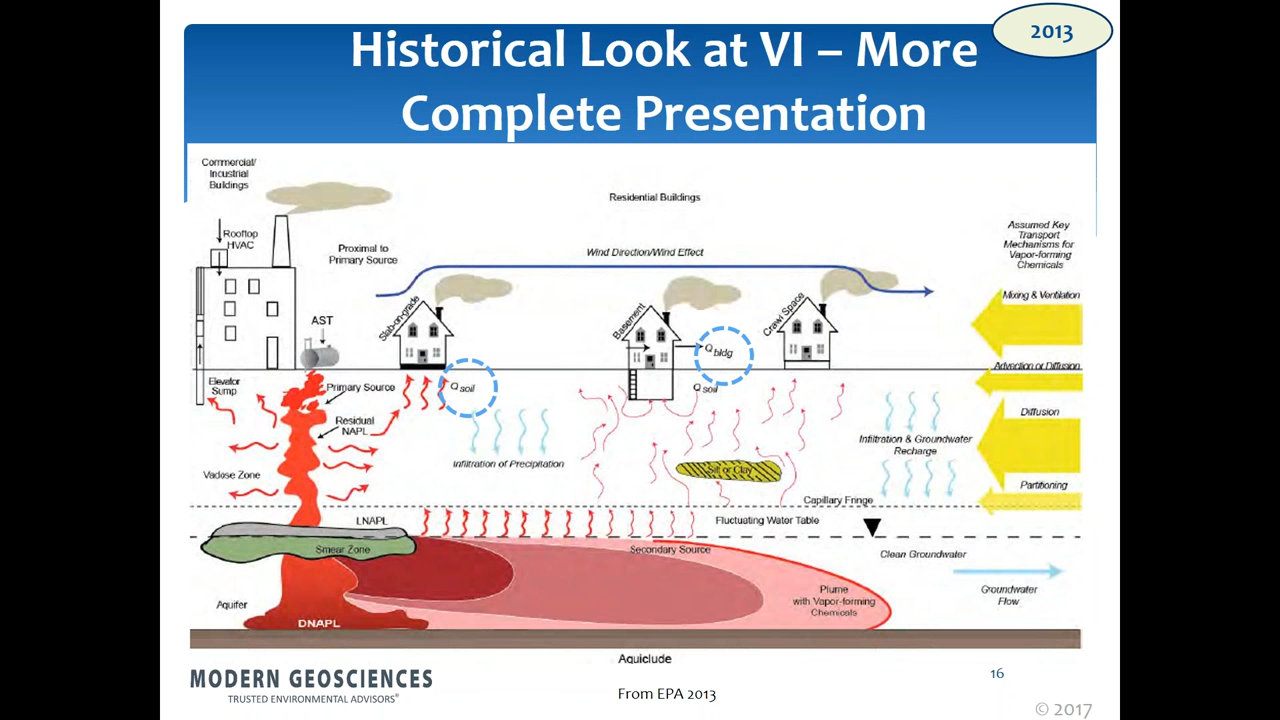 2013
Historical Look at VI – More
Complete Presentation
Commercial/
Industrial
Buildings
Residential Buildings
Rooftop
HVAC
Proximal to
Primary Source
Wind Direction/Wind Effect
Assumed Key
Transport
Mechanisms for
Vapor-forming
Chemicals
Mixing & Ventilation
AST
Slab-on-grade
Basement
Crawl Space
Q bldg
Advection or Diffusion
Elevator
Sump
Primary Source
Q soil
Q soil
Diffusion
Residual
NAPL
Infiltration & Groundwater
Recharge
Infiltration of Precipitation
Silt or Clay
Vadose Zone
Partitioning
Capillary Fringe
LNAPL
Fluctuating Water Table
Smear Zone
Secondary Source
Clean Groundwater
Plume
with Vapor-forming
Chemicals
Groundwater
Flow
Aquifer
DNAPL
Aquiclude
MODERN GEOSCIENCES
TRUSTED ENVIRONMENTAL ADVISORS®
From EPA 2013
16
© 2017